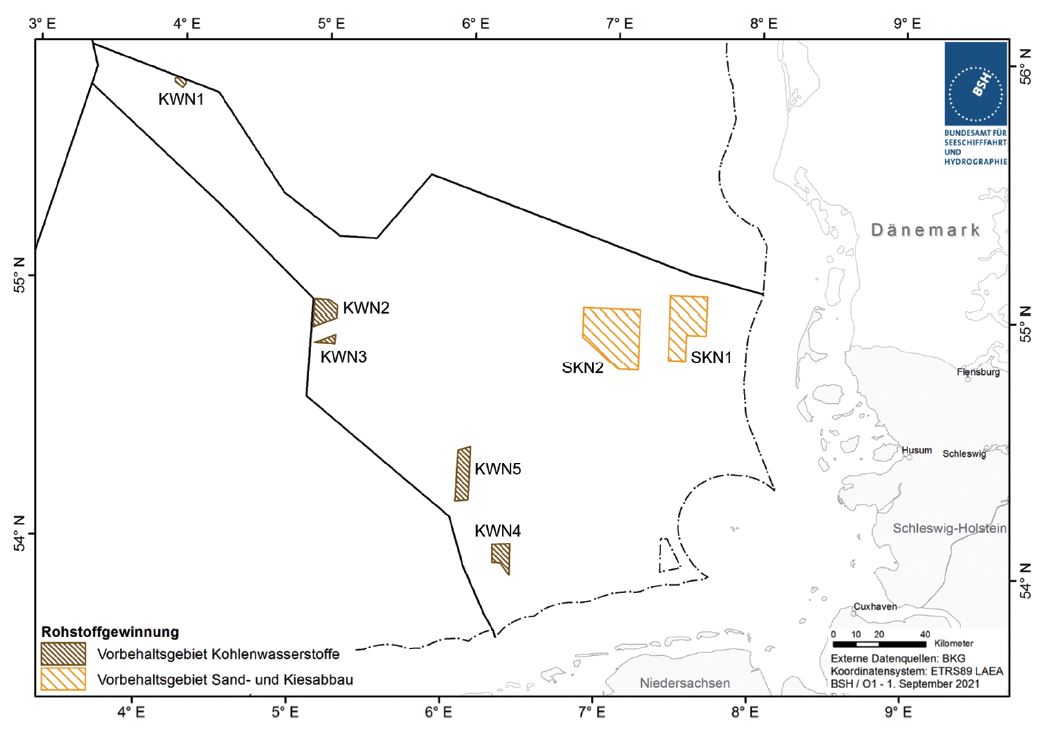 3° E 4° E 5° E 6° E 7° E 8° E 9° E
56° N
BSH
BUNDESAMT FÜR
SEESCHIFFFAHRT
UND
HYDROGRAPHIE
KWN1
Dänemark
55° N
KWN2
KWN3
55° N
SKN2
SKN1
Flensburg
Husum
Schleswig
KWN5
54° N
KWN4
Schleswig-Holstein
54° N
Cuxhaven
Rohstoffgewinnung
Vorbehaltsgebiet Kohlenwasserstoffe
Vorbehaltsgebiet Sand- und Kiesabbau
Niedersachsen
0 10 20 40 Kilometer
Externe Datenquellen: BKG
Koordinatensystem: ETRS89 LAEA
BSH / O1 - 1. September 2021
4° E 5° E 6° E 7° E 8° E 9° E